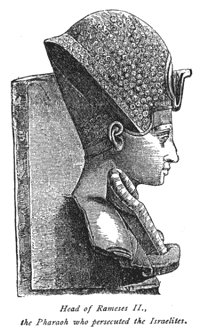 Head of Rameses II.,
the Pharaoh who persecuted the Israelites.